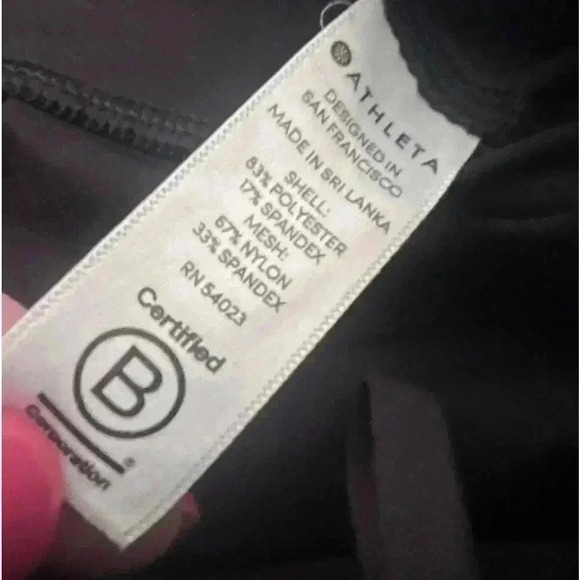 ATHLETA
DESIGNED IN
SAN FRANCISCO
MADE IN SRI LANKA
SHELL:
83% POLYESTER
17% SPANDEX
MESH:
67% NYLON
33% SPANDEX
RN 54023
Certified
B
®
Corporation